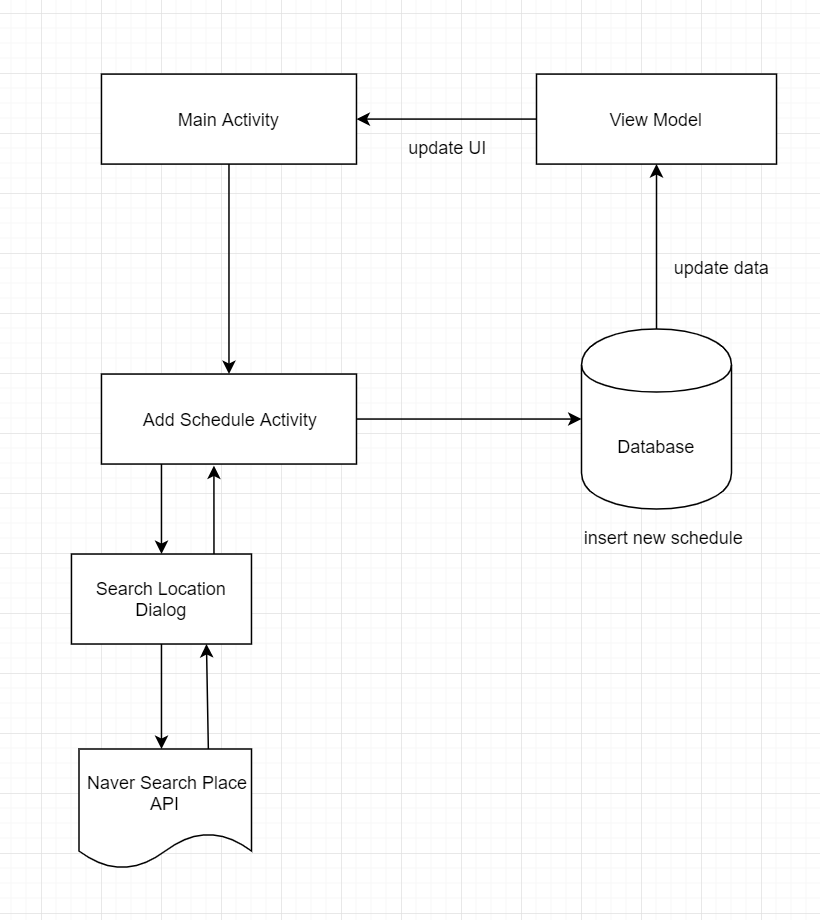 Main Activity
View Model
update UI
update data
Add Schedule Activity
Database
insert new schedule
Search Location
Dialog
Naver Search Place
API